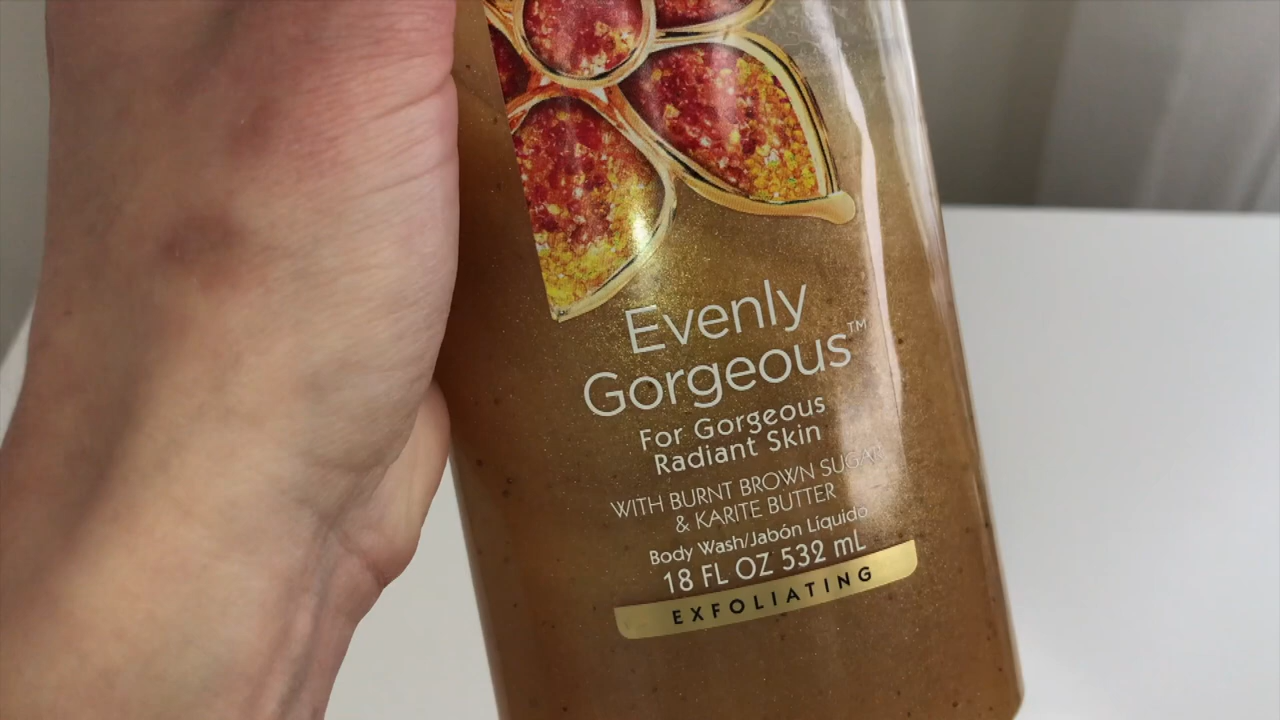 Evenly
Gorgeous™
For Gorgeous
Radiant Skin
WITH BURNT BROWN SUGAR
& KARITE BUTTER
Body Wash/Jabón Líquido
18 FL OZ 532 mL
EXFOLIATING